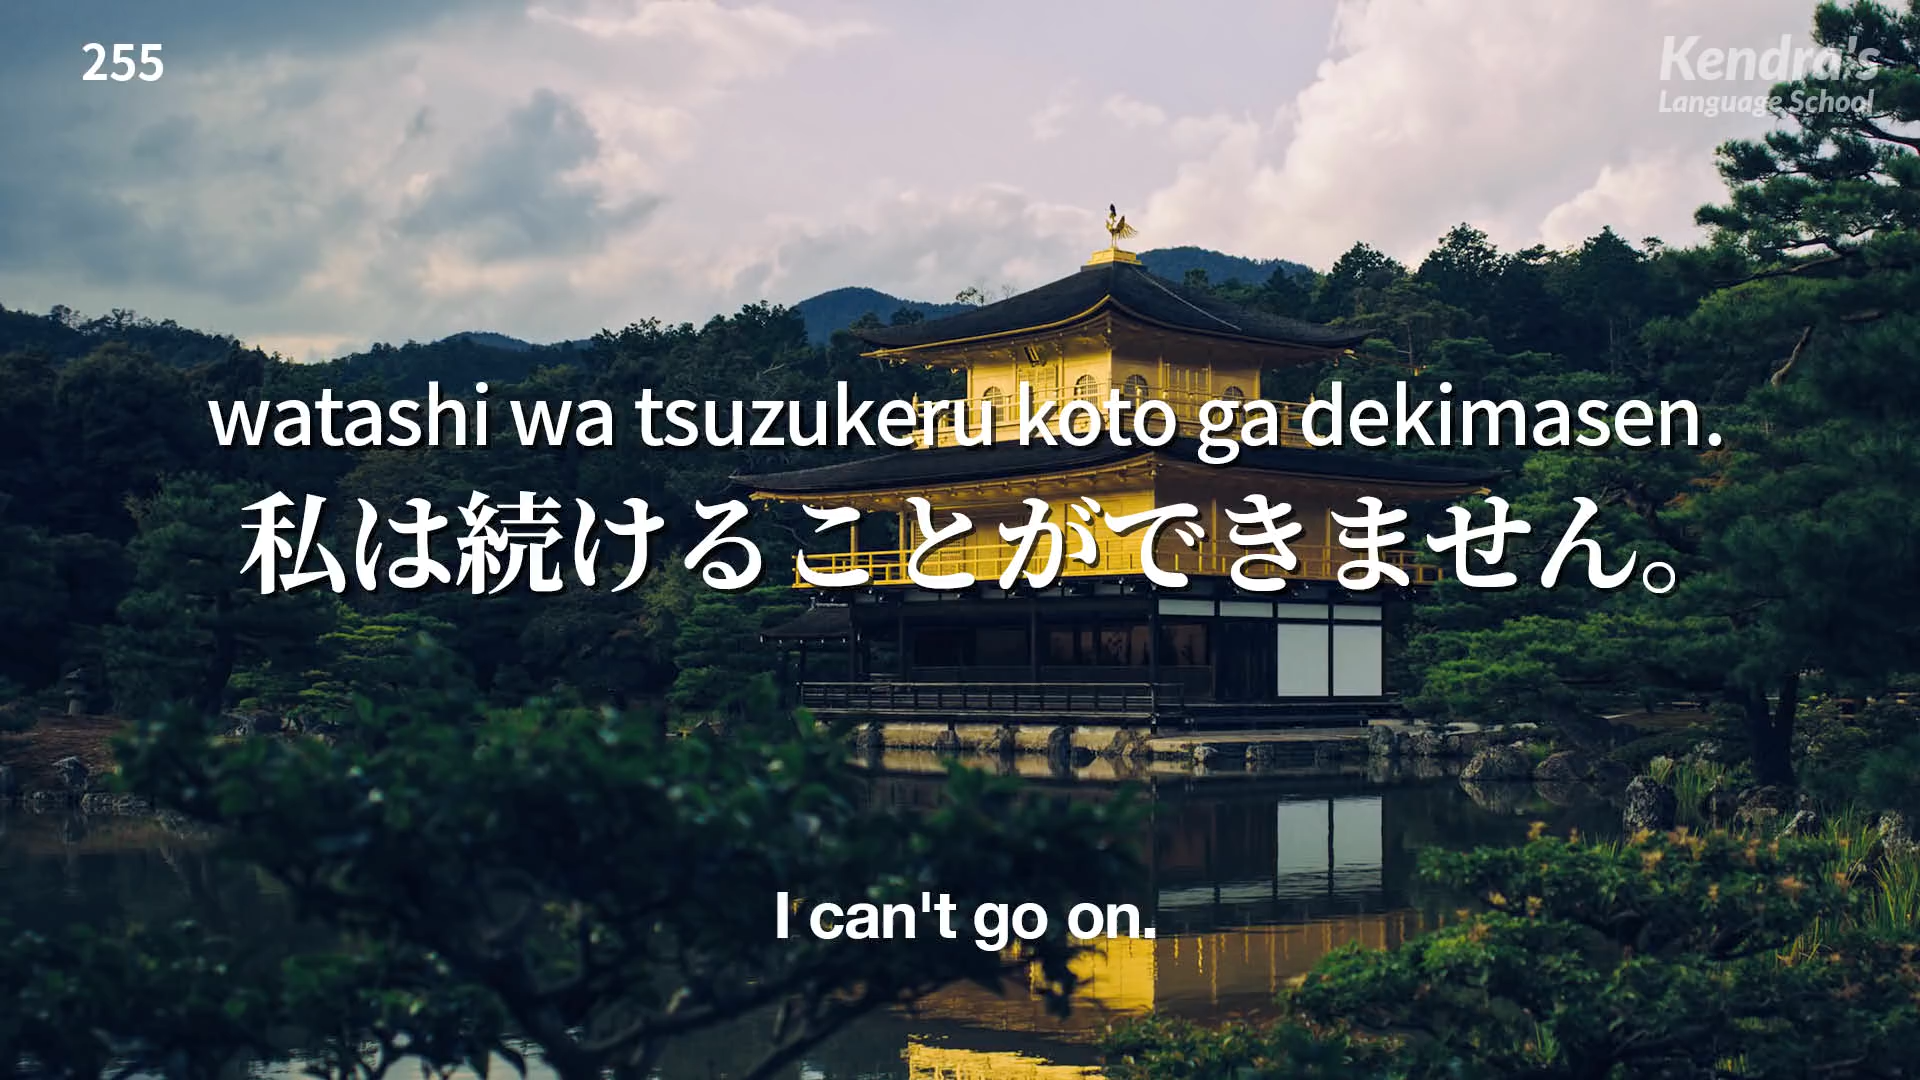 255
Kendra's
Language School
watashi wa tsuzukeru koto ga dekimasen.
私は続けることができません。
I can't go on.